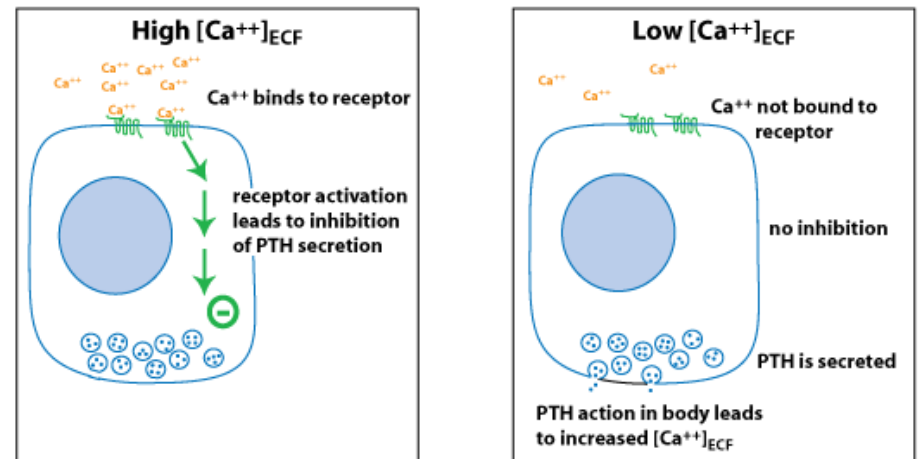 High [Ca++]ECF
Ca++
Ca++
Ca++
Ca++
Ca++
Ca++
Ca++
Ca++
Ca++ binds to receptor
receptor activation
leads to inhibition
of PTH secretion
Low [Ca++]ECF
Ca++
Ca++
Ca++
Ca++ not bound to
receptor
no inhibition
PTH is secreted
PTH action in body leads
to increased [Ca++]ECF